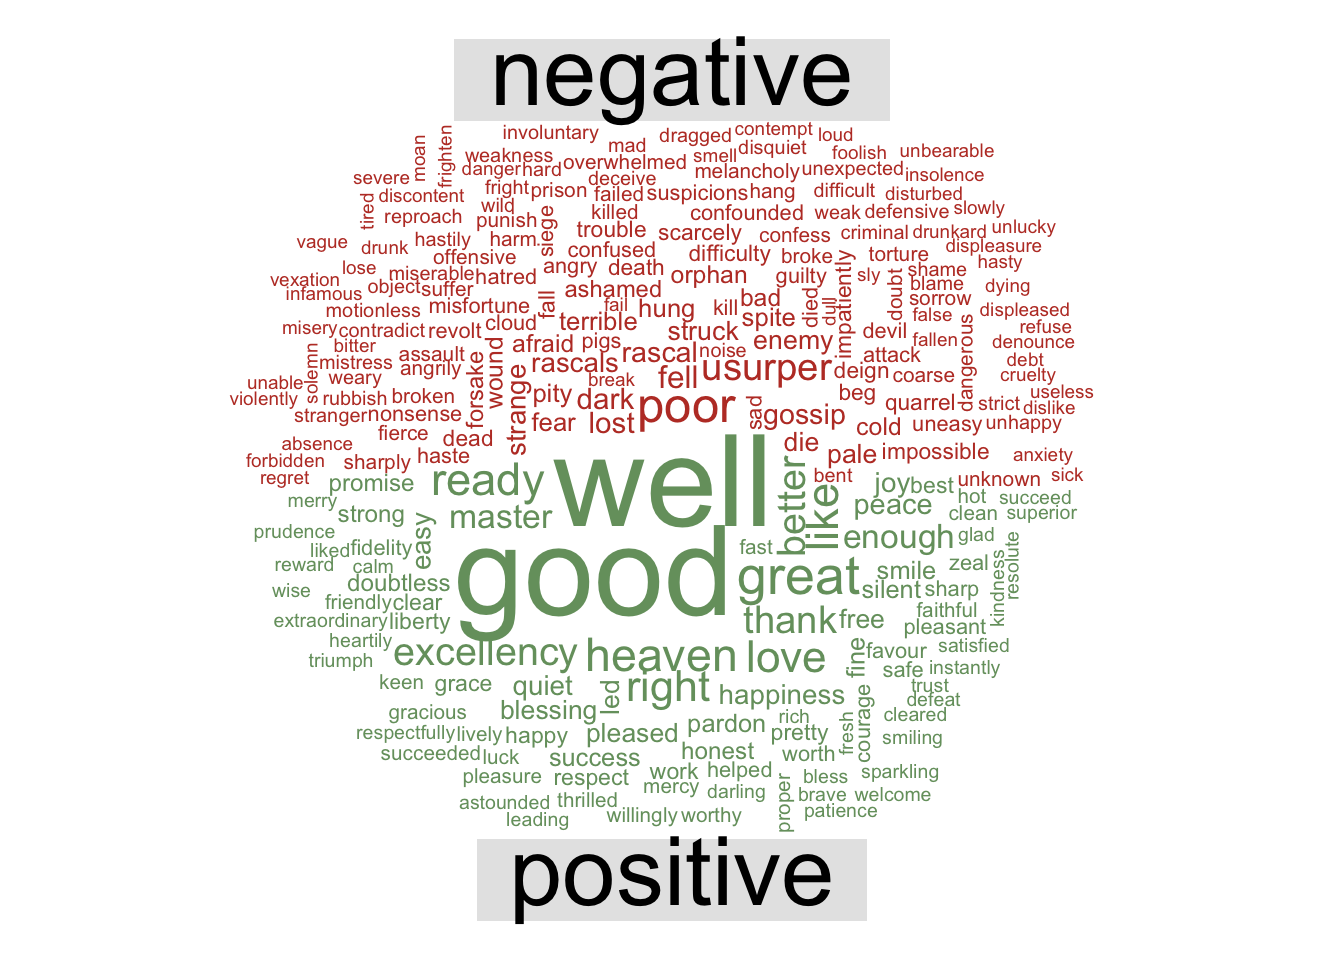 negative
involuntary dragged contempt loud
moan frighten mad smell disquiet foolish unbearable
weakness overwhelmed melancholy unexpected
severe danger hard deceive insolence
discontent fright prison failed suspicions hang difficult disturbed
tired reproach wild punish killed confounded weak defensive slowly
vague drunk hastily harm siege trouble scarcely confess criminal drunkard unlucky
offensive confused difficulty broke impatiently torture displeasure
vexation lose miserable hatred angry death orphan guilty sly shame hasty
infamous object suffer ashamed doubt blame dying
motionless misfortune fall fail hung kill bad died dull sorrow displeased
misery contradict revolt cloud terrible struck spite devil false refuse
bitter afraid pigs noise enemy fallen denounce
solemn mistress assault wound rascals rascal attack dangerous debt
unable weary angrily forsake break fell usurper deign coarse cruelty
violently rubbish broken strange pity dark poor sad beg quarrel strict useless
stranger nonsense fear lost gossip cold uneasy unhappy dislike
absence fierce dead die
forbidden sharply haste pale impossible anxiety
regret bent unknown sick
promise ready well better like joy best hot succeed
merry strong master peace clean superior
prudence easy enough glad
liked fidelity good fast resolute
reward calm great smile zeal kindness
wise doubtless silent sharp
friendly clear thank free faithful
extraordinary liberty pleasant
heartily excellency heaven love fine favour satisfied
triumph safe instantly
keen grace quiet led right happiness trust
gracious blessing courage defeat
respectfully lively happy pleased pardon rich pretty fresh cleared
succeeded luck success honest worth smiling
pleasure respect work helped proper bless sparkling
astounded thrilled mercy darling brave welcome
leading willingly worthy patience
positive